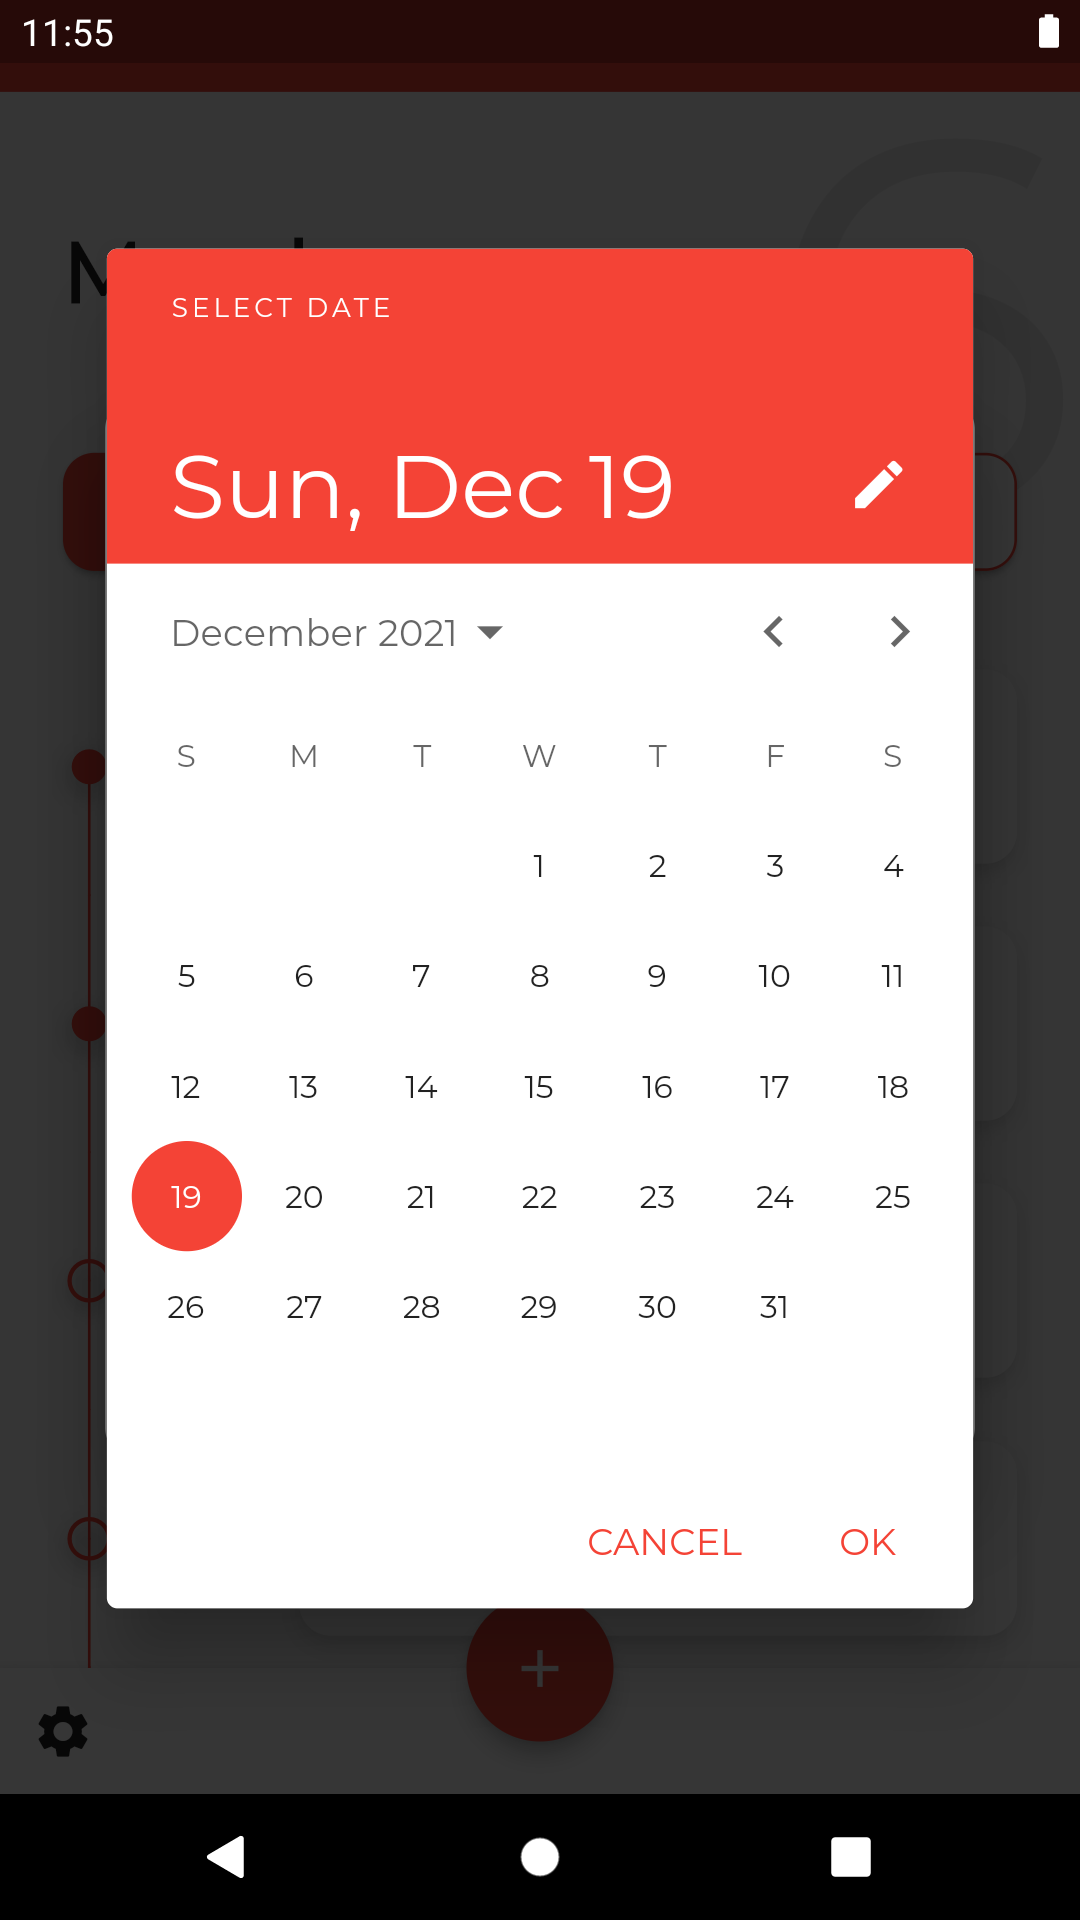 11:55
SELECT DATE
Sun, Dec 19
December 2021
S M T W T F S
1 2 3 4
5 6 7 8 9 10 11
12 13 14 15 16 17 18
19 20 21 22 23 24 25
26 27 28 29 30 31
CANCEL OK